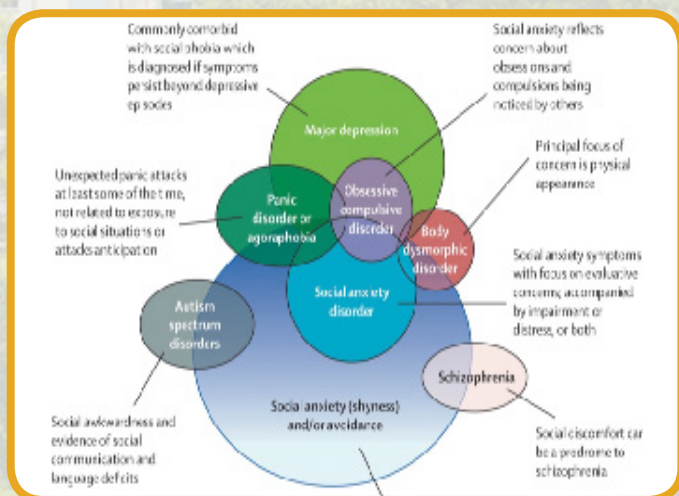 Commonly comorbid
with social phobia which
is diagnosed if symptoms
persist beyond depressive
episodes
Social anxiety reflects
concern about
obsessions and
compulsions being
noticed by others
Major depression
Principal focus of
concern is physical
appearance
Unexpected panic attacks
at least some of the time,
not related to exposure
to social situations or
attacks anticipation
Panic
disorder or
agoraphobia
Obsessive
compulsive
disorder
Body
dysmorphic
disorder
Social anxiety symptoms
with focus on evaluative
concerns; accompanied
by impairment or
distress, or both
Social anxiety
disorder
Autism
spectrum
disorders
Schizophrenia
Social anxiety (shyness)
and/or avoidance
Social awkwardness and
evidence of social
communication and
language deficits
Social discomfort can
be a prodrome to
schizophrenia